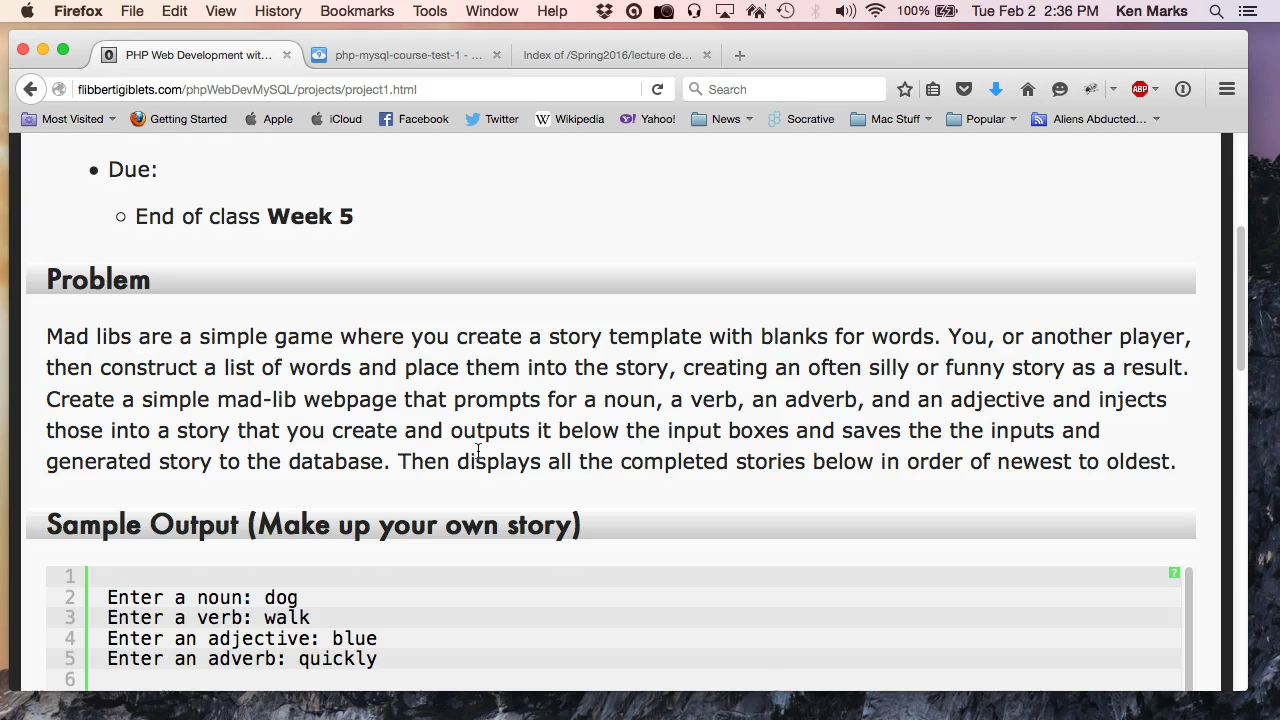 Firefox File Edit View History Bookmarks Tools Window Help 100% Tue Feb 2 2:36 PM Ken Marks
PHP Web Development wit... php-mysql-course-test-1 - ... Index of /Spring2016/lecture de...
flibbertigiblets.com/phpWebDevMySQL/projects/project1.html Search ABP
Most Visited Getting Started Apple iCloud Facebook Twitter Wikipedia Yahoo! News Socrative Mac Stuff Popular Aliens Abducted...
• Due:
○ End of class Week 5
Problem
Mad libs are a simple game where you create a story template with blanks for words. You, or another player,
then construct a list of words and place them into the story, creating an often silly or funny story as a result.
Create a simple mad-lib webpage that prompts for a noun, a verb, an adverb, and an adjective and injects
those into a story that you create and outputs it below the input boxes and saves the the inputs and
generated story to the database. Then displays all the completed stories below in order of newest to oldest.
Sample Output (Make up your own story)
1 ?
2 Enter a noun: dog
3 Enter a verb: walk
4 Enter an adjective: blue
5 Enter an adverb: quickly
6